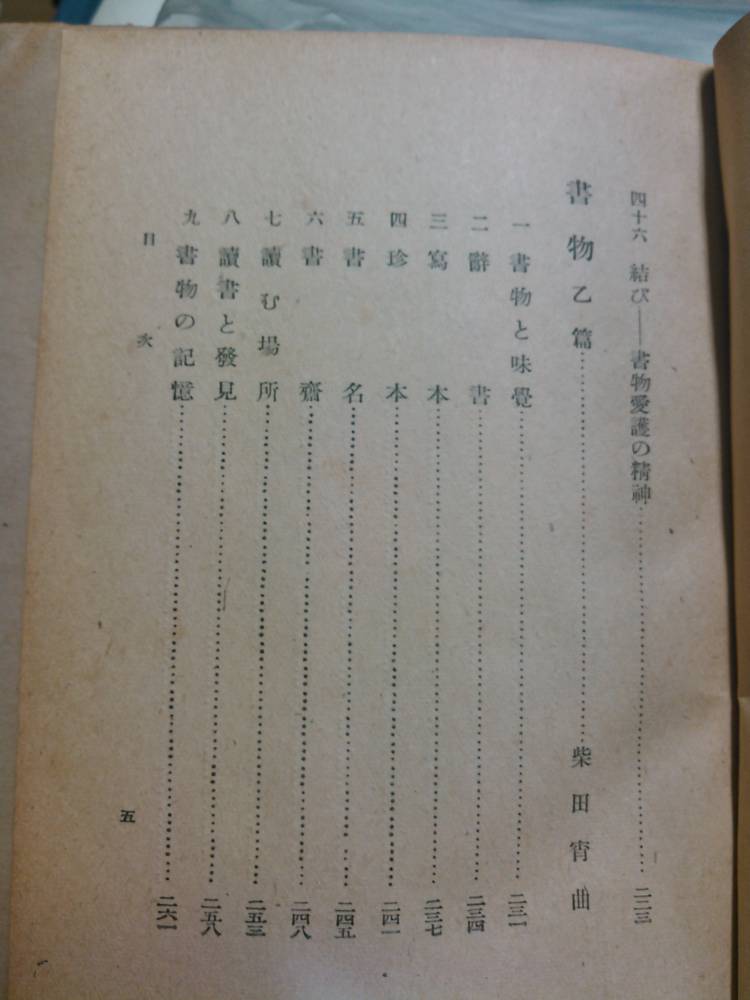 四十六 結び――書物愛護の精神……二二三
書物乙篇……柴田宵曲
一 書物と味覺……二三一
二 辭書……二三四
三 寫本……二三七
四 珍本……二四一
五 書名……二四五
六 書齋……二四八
七 讀む場所……二五三
八 讀書と發見……二五八
九 書物の記憶……二六一
目次
五